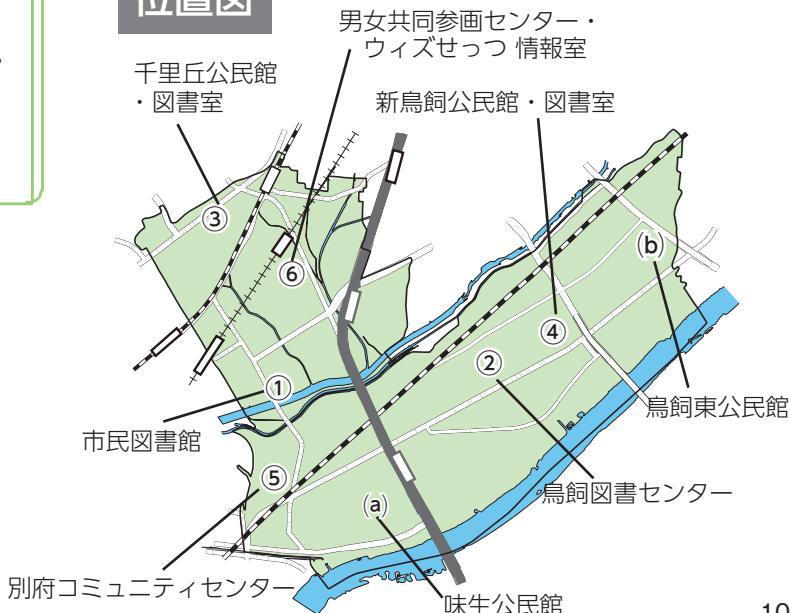 位置図
男女共同参画センター・
ウィズせっつ 情報室
千里丘公民館
・図書室
新鳥飼公民館・図書室
③
⑥
(b)
④
②
①
鳥飼東公民館
市民図書館
⑤
鳥飼図書センター
(a)
別府コミュニティセンター
味生公民館
10